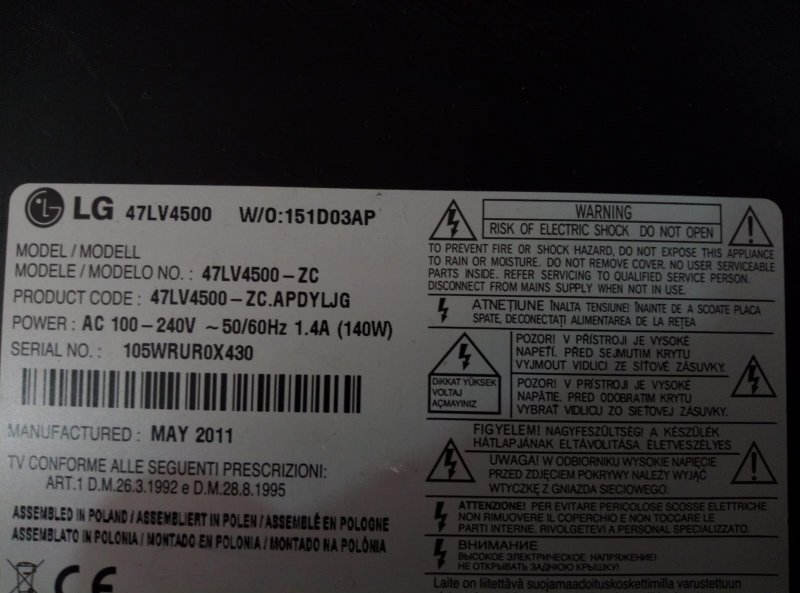 LG 47LV4500 W/O:151D03AP
MODEL / MODELL
MODELE / MODELO NO. : 47LV4500-ZC
PRODUCT CODE : 47LV4500-ZC.APDYLJG
POWER : AC 100-240V ~50/60Hz 1.4A (140W)
SERIAL NO. : 105WRUR0X430
MANUFACTURED : MAY 2011
TV CONFORME ALLE SEGUENTI PRESCRIZIONI:
ART.1 D.M.26.3.1992 e D.M.28.8.1995
ASSEMBLED IN POLAND / ASSEMBLIERT IN POLEN / ASSEMBLÉ EN POLOGNE
ASSEMBLATO IN POLONIA / MONTADO EN POLONIA / MONTADO NA POLÓNIA
CE
WARNING
RISK OF ELECTRIC SHOCK DO NOT OPEN
TO PREVENT FIRE OR SHOCK HAZARD, DO NOT EXPOSE THIS APPLIANCE
TO RAIN OR MOISTURE. DO NOT REMOVE COVER. NO USER SERVICEABLE
PARTS INSIDE. REFER SERVICING TO QUALIFIED SERVICE PERSON.
DISCONNECT FROM MAINS SUPPLY WHEN NOT IN USE.
ATNEŢIUNE ÎNALTA TENSIUNE! ÎNAINTE DE A SCOATE PLACA
SPATE, DECONECTAŢI ALIMENTAREA DE LA REŢEA
DİKKAT YÜKSEK
VOLTAJ
AÇMAYINIZ
POZOR! V PŘÍSTROJI JE VYSOKÉ
NAPĚTÍ. PŘED SEJMUTIM KRYTU
VYJMOUT VIDLICI ZE SÍŤOVÉ ZÁSUVKY.
POZOR! V PRÍSTROJI JE VYSOKÉ
NAPÄTIE. PRED ODOBRATIM KRYTU
VYBRAŤ VIDLICU ZO SIEŤOVEJ ZÁSUVKY.
FIGYELEM! NAGYFESZÜLTSÉG! A KÉSZÜLÉK
HÁTLAPJÁNAK ELTÁVOLÍTÁSA ÉLETVESZÉLYES
UWAGA! W ODBIORNIKU WYSOKIE NAPIĘCIE
PRZED ZDJĘCIEM POKRYWY NALEŻY WYJĄĆ
WTYCZKĘ Z GNIAZDA SIECIOWEGO.
ATTENZIONE! PER EVITARE PERICOLOSE SCOSSE ELETTRICHE
NON RIMUOVERE IL COPERCHIO E NON TOCCARE LE
PARTI INTERNE. RIVOLGETEVI A PERSONAL SPECIALIZZATO.
ВНИМАНИЕ
ВЫСОКОЕ ЭЛЕКТРИЧЕСКОЕ НАПРЯЖЕНИЕ!
НЕ ОТКРЫВАТЬ ЗАДНЮЮ КРЫШКУ!
Laite on liitettävä suojamaadoituskoskettimilla varustettuun